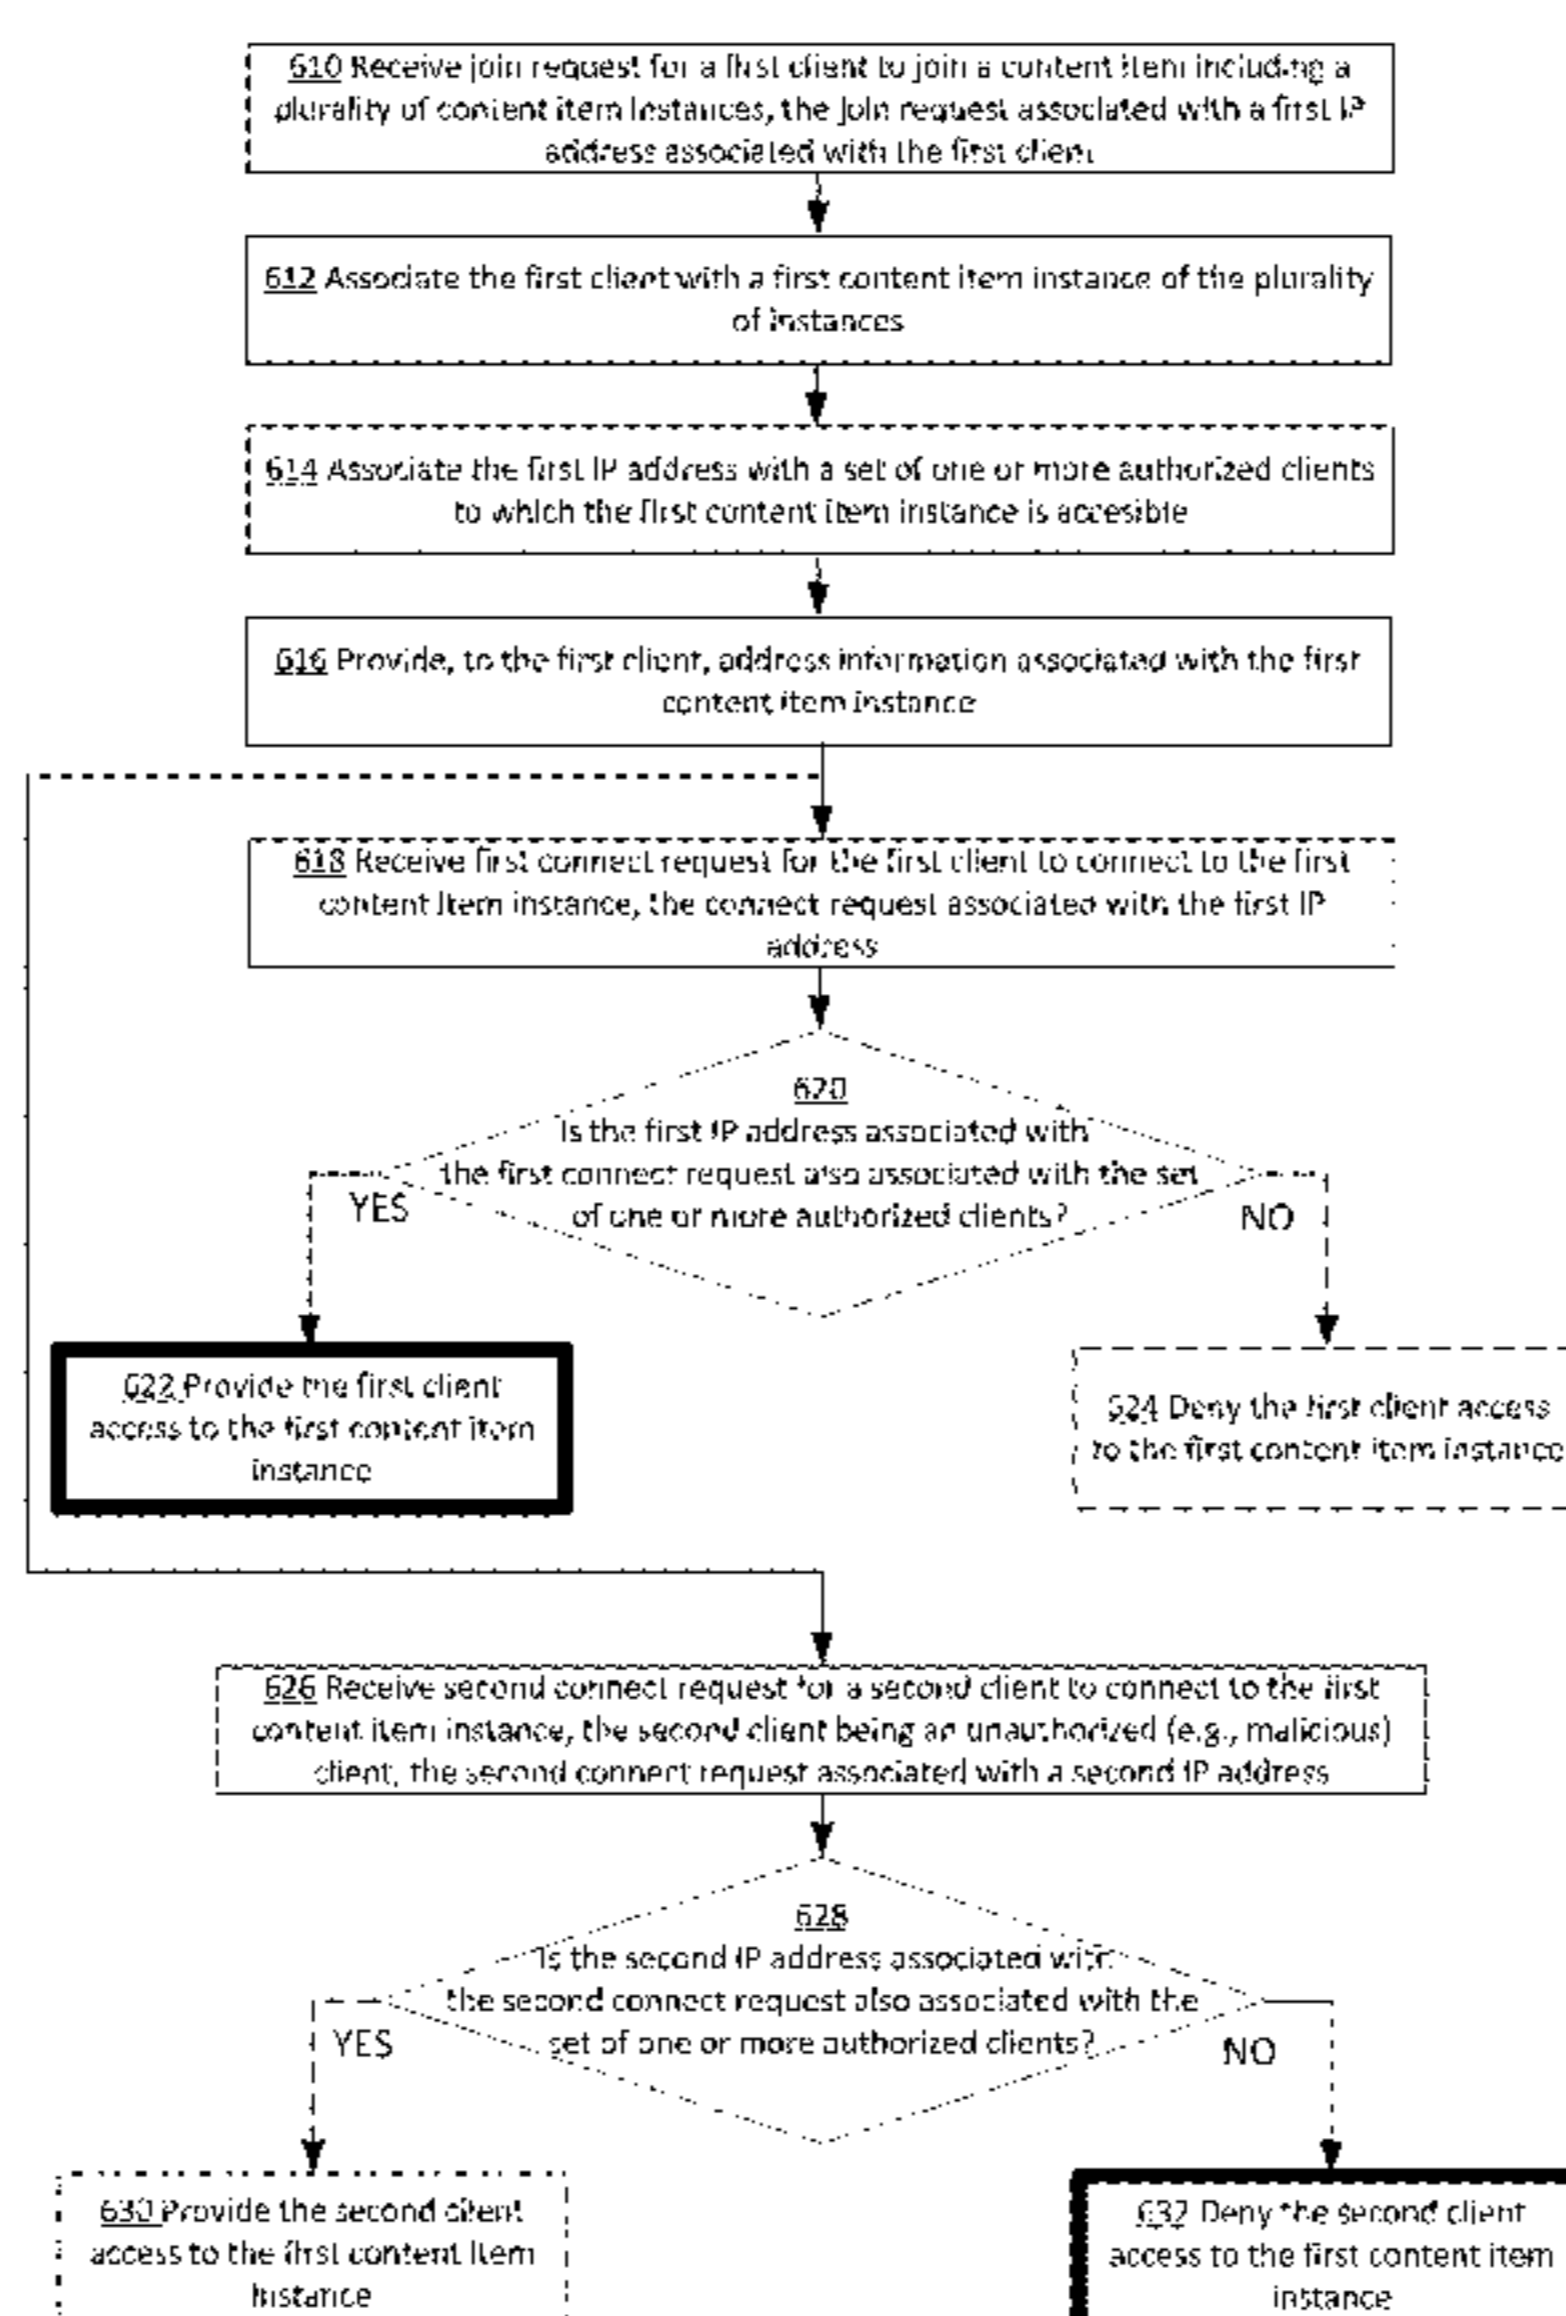 610 Receive join request for a first client to join a content item including a
plurality of content item instances, the join request associated with a first IP
address associated with the first client
612 Associate the first client with a first content item instance of the plurality
of instances
614 Associate the first IP address with a set of one or more authorized clients
to which the first content item instance is accesible
616 Provide, to the first client, address information associated with the first
content item instance
618 Receive first connect request for the first client to connect to the first
content item instance, the connect request associated with the first IP
address
620
Is the first IP address associated with
the first connect request also associated with the set
of one or more authorized clients?
YES
NO
622 Provide the first client
access to the first content item
instance
624 Deny the first client access
to the first content item instance
626 Receive second connect request for a second client to connect to the first
content item instance, the second client being an unauthorized (e.g., malicious)
client, the second connect request associated with a second IP address
628
Is the second IP address associated with
the second connect request also associated with the
set of one or more authorized clients?
YES
NO
630 Provide the second client
access to the first content item
instance
632 Deny the second client
access to the first content item
instance